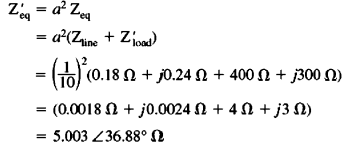 Z'eq = a² Zeq
= a²(Zline + Z'load)
= (1/10)²(0.18 Ω + j0.24 Ω + 400 Ω + j300 Ω)
= (0.0018 Ω + j0.0024 Ω + 4 Ω + j3 Ω)
= 5.003 ∠36.88° Ω